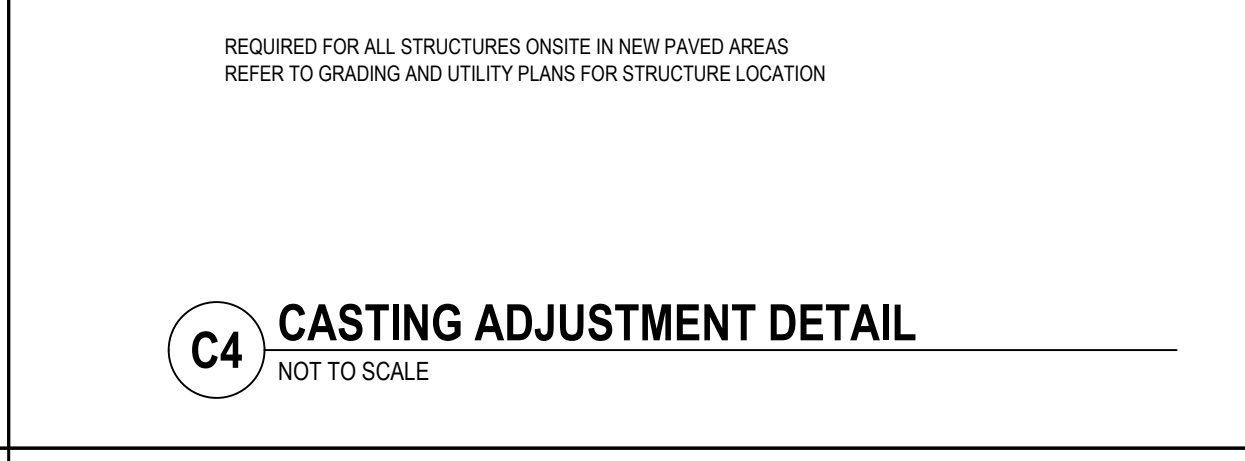 REQUIRED FOR ALL STRUCTURES ONSITE IN NEW PAVED AREAS
REFER TO GRADING AND UTILITY PLANS FOR STRUCTURE LOCATION
C4
CASTING ADJUSTMENT DETAIL
NOT TO SCALE